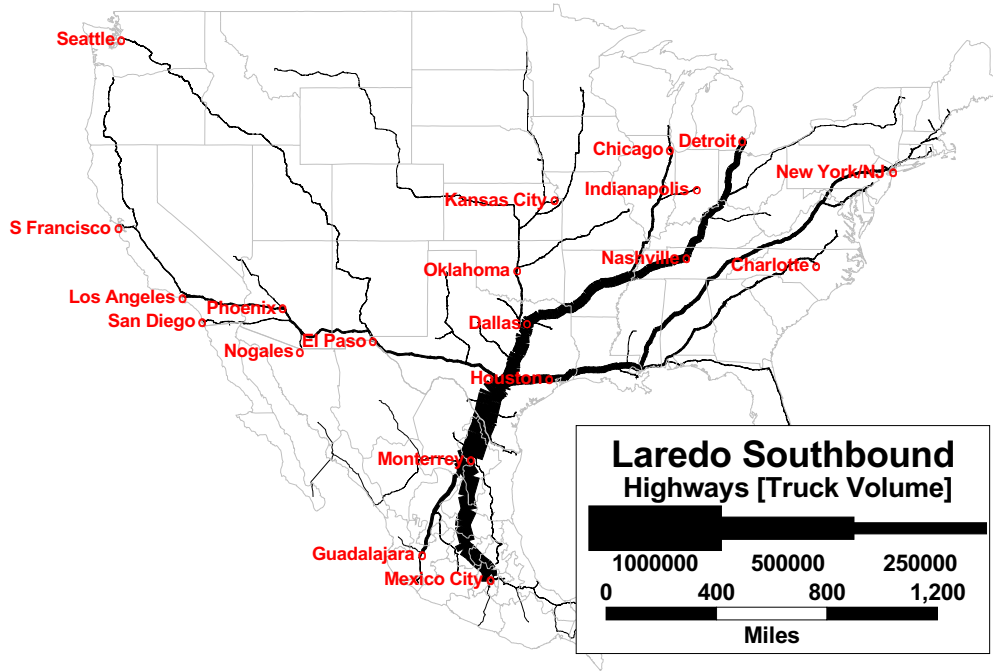 Seattle
Detroit
Chicago
New York/NJ
Indianapolis
Kansas City
S Francisco
Nashville
Charlotte
Oklahoma
Los Angeles
Phoenix
San Diego
Dallas
El Paso
Nogales
Houston
Monterrey
Guadalajara
Mexico City
Laredo Southbound
Highways [Truck Volume]
1000000 500000 250000
0 400 800 1,200
Miles